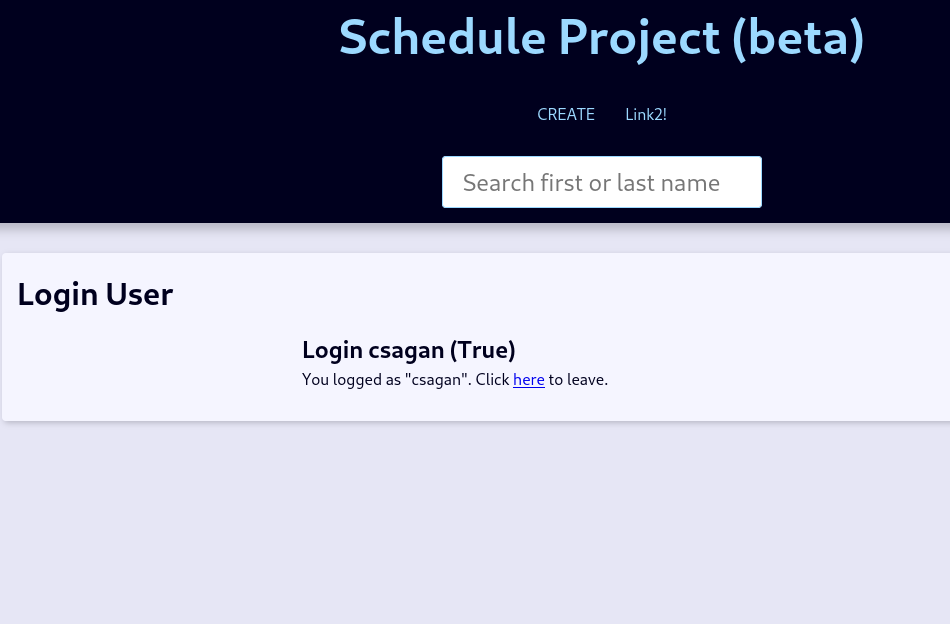 Schedule Project (beta)
CREATE Link2!
Search first or last name
Login User
Login csagan (True)
You logged as "csagan". Click here to leave.